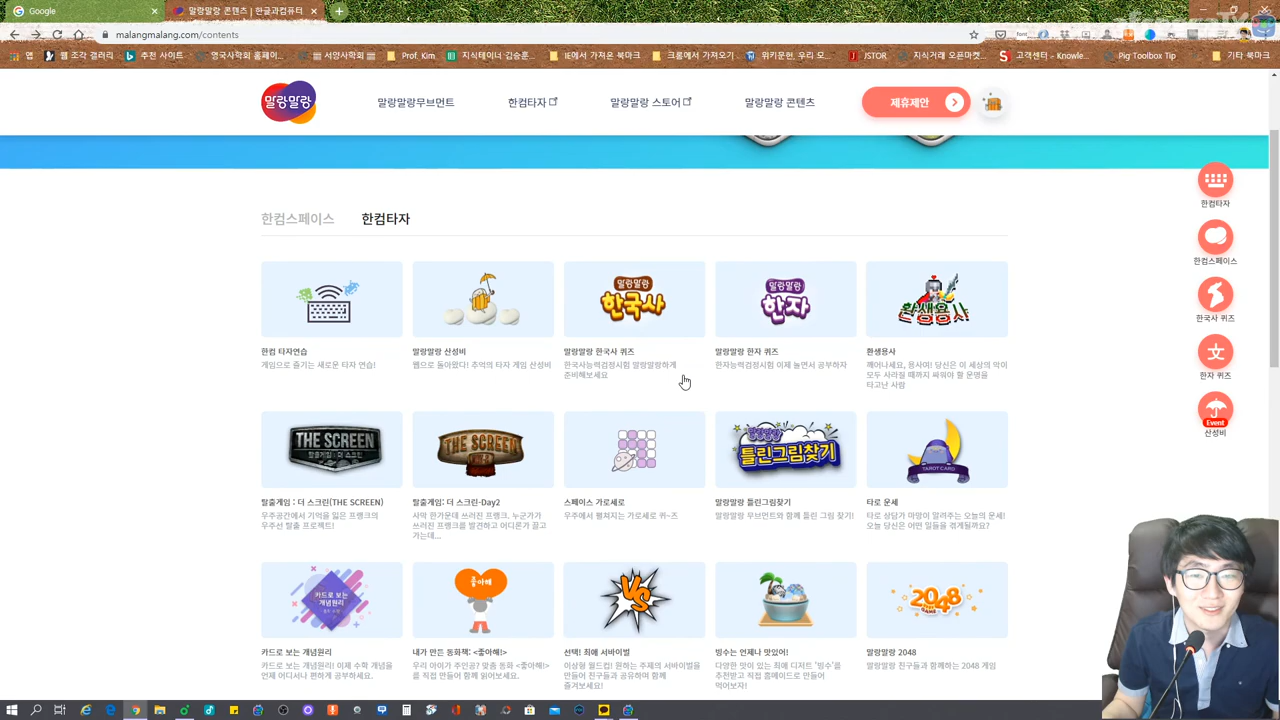 Google
말랑말랑 콘텐츠 | 한글과컴퓨터
malangmalang.com/contents
앱
웹 조각 갤러리
추천 사이트
영국사학회 홈페이...
서양사학회
Prof_Kim
지식테이너 김승훈...
IE에서 가져온 북마크
크롬에서 가져오기
위키문헌, 우리 모...
JSTOR
지식거래 오픈마켓...
고객센터 – Knowle...
Pig Toolbox Tip
기타 북마크
말랑말랑
말랑말랑무브먼트
한컴타자
말랑말랑 스토어
말랑말랑 콘텐츠
제휴제안
한컴스페이스
한컴타자
한컴타자
한컴스페이스
한국사 퀴즈
한자 퀴즈
Event
산성비
말랑말랑
한국사
말랑말랑
한자
환생용사
한컴 타자연습
말랑말랑 산성비
말랑말랑 한국사 퀴즈
말랑말랑 한자 퀴즈
환생용사
게임으로 즐기는 새로운 타자 연습!
웹으로 돌아왔다! 추억의 타자 게임 산성비
한국사능력검정시험 말랑말랑하게
준비해보세요
한자능력검정시험 이제 놀면서 공부하자
깨어나세요, 용사여! 당신은 이 세상의 악이
모두 사라질 때까지 싸워야 할 운명을
타고난 사람
THE SCREEN
탈출게임 : 더 스크린
THE SCREEN
말랑말랑
틀린그림찾기
TAROT CARD
탈출게임 : 더 스크린(THE SCREEN)
탈출게임: 더 스크린-Day2
스페이스 가로세로
말랑말랑 틀린그림찾기
타로 운세
우주공간에서 기억을 잃은 프랭크의
우주선 탈출 프로젝트!
사막 한가운데 쓰러진 프랭크. 누군가가
쓰러진 프랭크를 발견하고 어디론가 끌고
가는데...
우주에서 펼쳐지는 가로세로 퀴-즈
말랑말랑 무브먼트와 함께 틀린 그림 찾기!
타로 상담가 마멍이 알려주는 오늘의 운세!
오늘 당신은 어떤 일들을 겪게될까요?
카드로 보는
개념원리
좋아해
VS
2048
카드로 보는 개념원리
내가 만든 동화책: <좋아해!>
선택! 최애 서바이벌
빙수는 언제나 맛있어!
말랑말랑 2048
카드로 보는 개념원리! 이제 수학 개념을
언제 어디서나 편하게 공부하세요.
우리 아이가 주인공? 맞춤 동화 <좋아해!>
를 직접 만들어 함께 읽어보세요.
이상형 월드컵! 원하는 주제의 서바이벌을
만들어 친구들과 공유하며 함께
즐겨보세요!
다양한 맛이 있는 최애 디저트 '빙수'를
추천받고 직접 홈메이드로 만들어
먹어보자!
말랑말랑 친구들과 함께하는 2048 게임